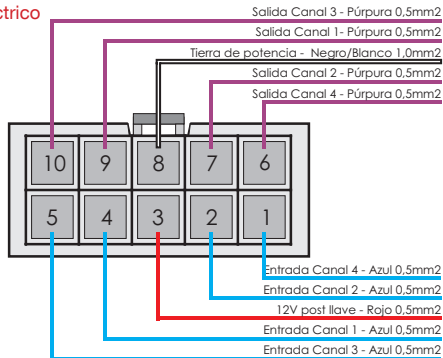 ctrico
Salida Canal 3 - Púrpura 0,5mm2
Salida Canal 1- Púrpura 0,5mm2
Tierra de potencia - Negro/Blanco 1,0mm2
Salida Canal 2 - Púrpura 0,5mm2
Salida Canal 4 - Púrpura 0,5mm2
10 9 8 7 6
5 4 3 2 1
Entrada Canal 4 - Azul 0,5mm2
Entrada Canal 2 - Azul 0,5mm2
12V post llave - Rojo 0,5mm2
Entrada Canal 1 - Azul 0,5mm2
Entrada Canal 3 - Azul 0,5mm2